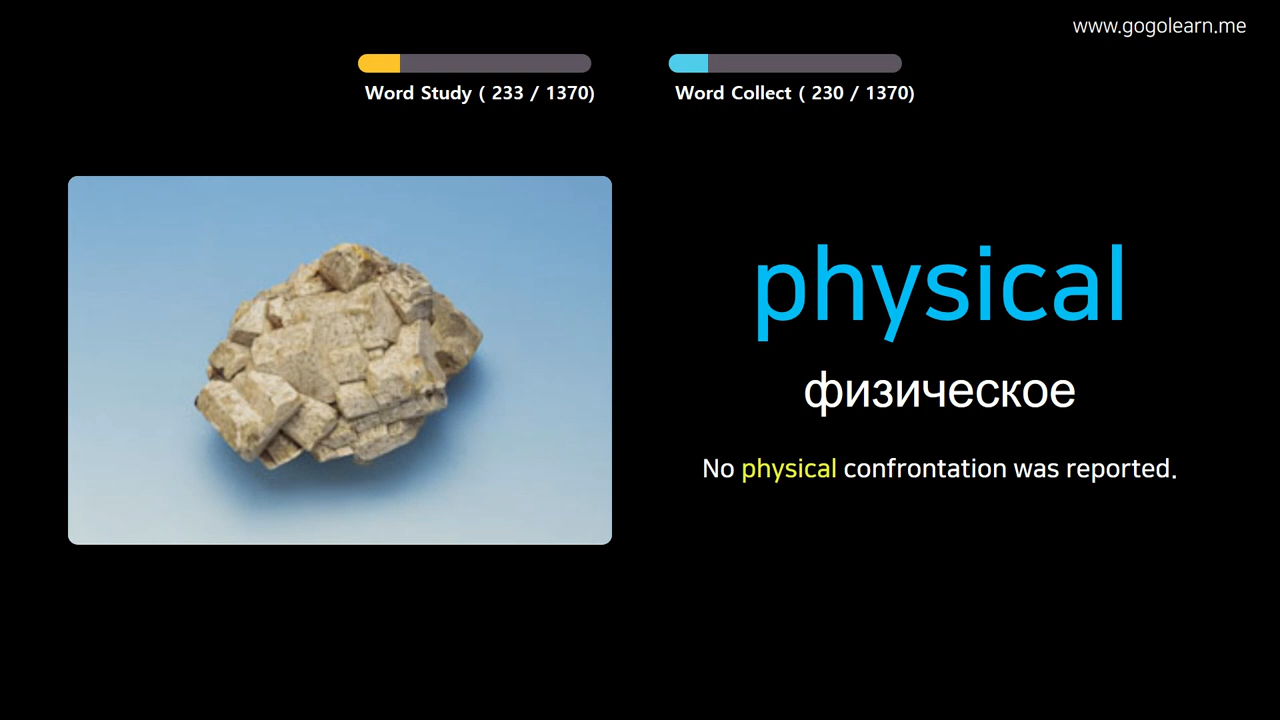 www.gogolearn.me
Word Study ( 233 / 1370)
Word Collect ( 230 / 1370)
physical
физическое
No physical confrontation was reported.